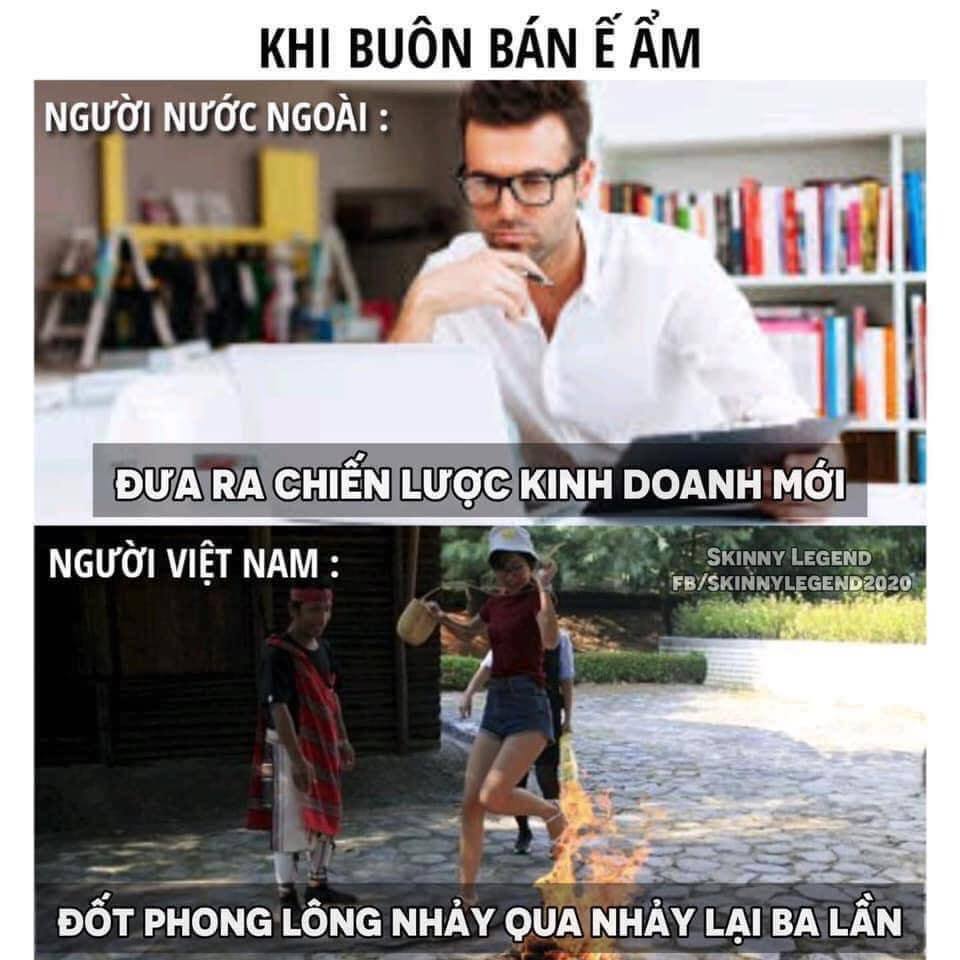 KHI BUÔN BÁN Ế ẨM
NGƯỜI NƯỚC NGOÀI :
ĐƯA RA CHIẾN LƯỢC KINH DOANH MỚI
NGƯỜI VIỆT NAM :
SKINNY LEGEND
FB/SKINNYLEGEND2020
ĐỐT PHONG LÔNG NHẢY QUA NHẢY LẠI BA LẦN